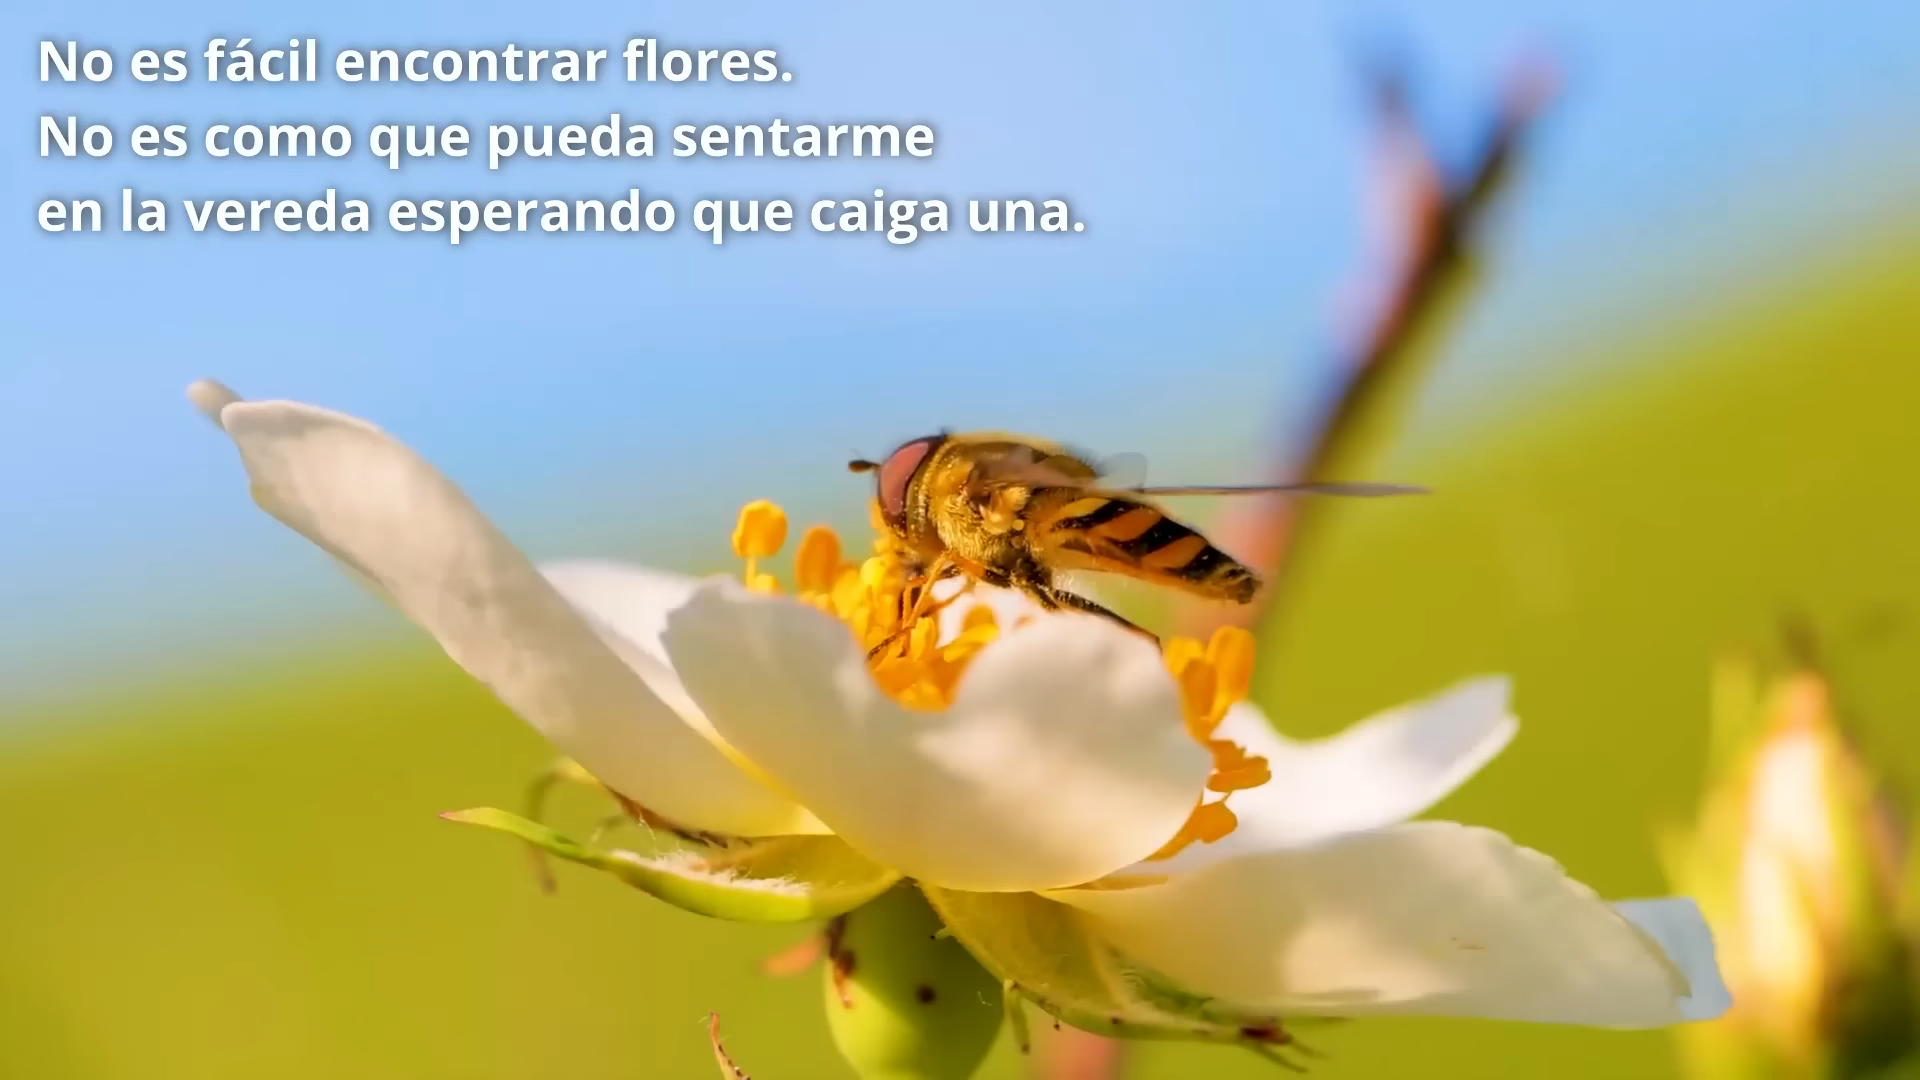 No es fácil encontrar flores.
No es como que pueda sentarme
en la vereda esperando que caiga una.